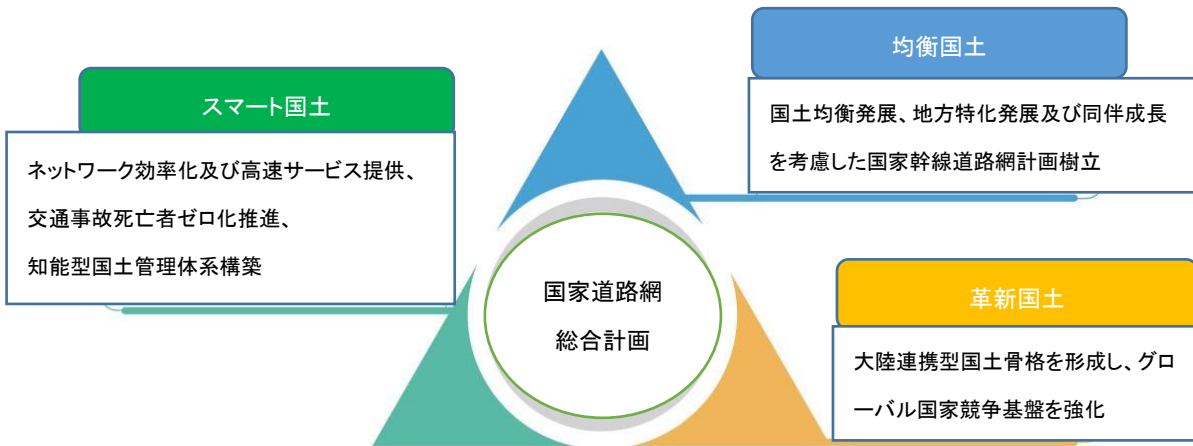 均衡国土
国土均衡発展、地方特化発展及び同伴成長
を考慮した国家幹線道路網計画樹立
スマート国土
ネットワーク効率化及び高速サービス提供、
交通事故死亡者ゼロ化推進、
知能型国土管理体系構築
国家道路網
総合計画
革新国土
大陸連携型国土骨格を形成し、グロ
ーバル国家競争基盤を強化